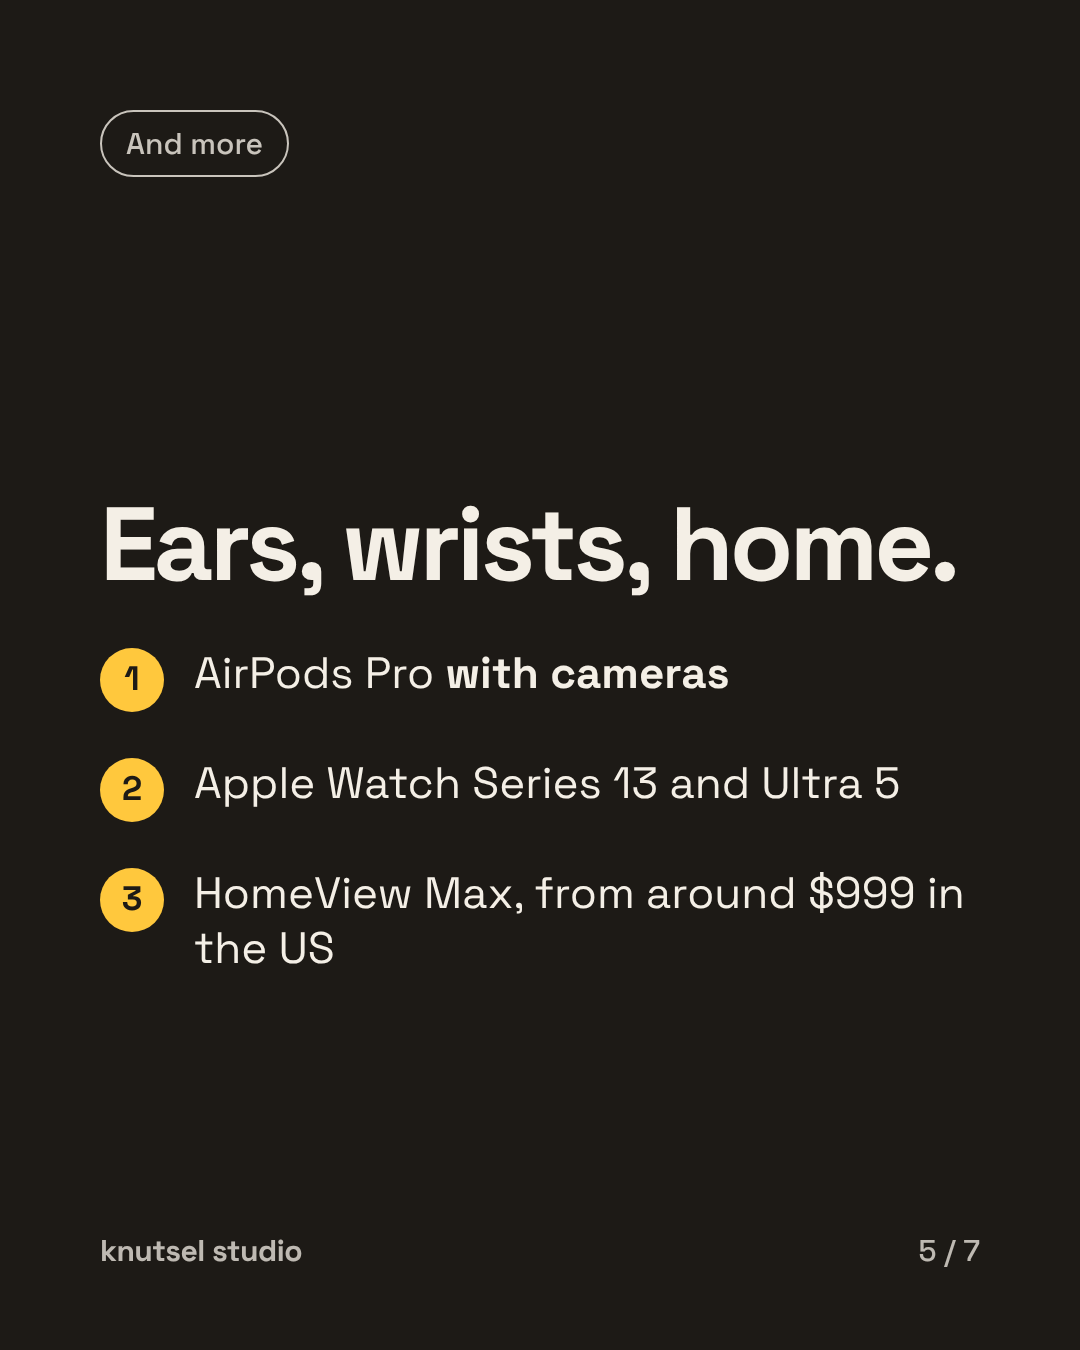 And more
Ears, wrists, home.
1 AirPods Pro with cameras
2 Apple Watch Series 13 and Ultra 5
3 HomeView Max, from around $999 in
the US
knutsel studio
5 / 7